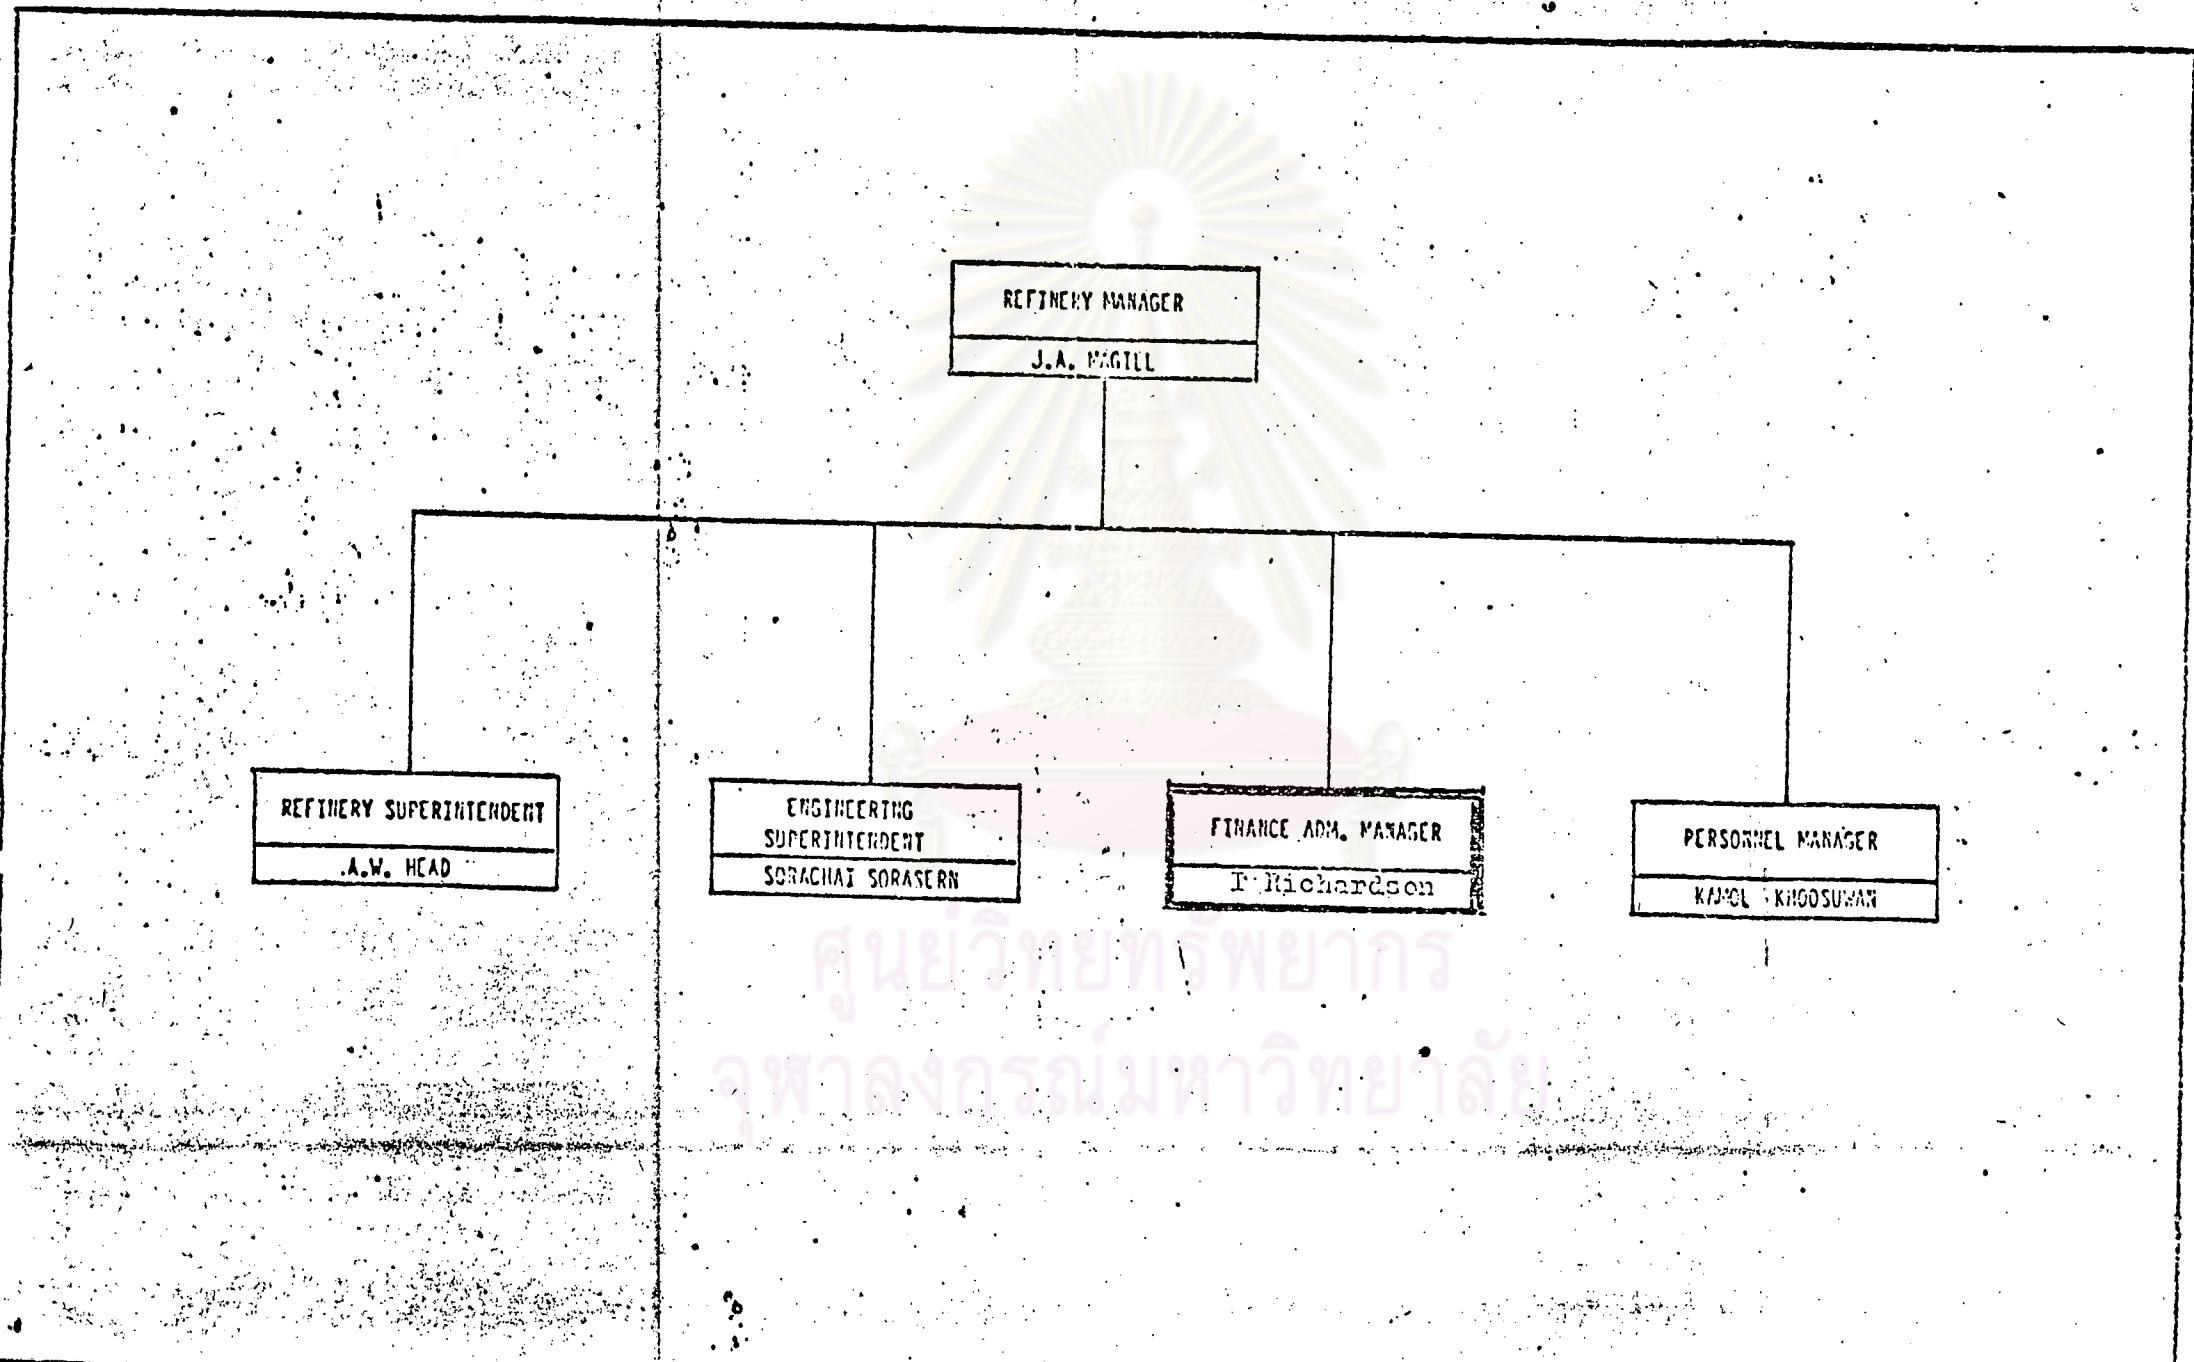 REFINERY MANAGER
J.A. MAGILL
REFINERY SUPERINTENDENT
A.W. HEAD
ENGINEERING
SUPERINTENDENT
SORACHAI SORASERN
FINANCE ADM. MANAGER
T Richardson
PERSONNEL MANAGER
KAMOL KHOOSUWAN
ศูนย์วิทยทรัพยากร
จุฬาลงกรณ์มหาวิทยาลัย